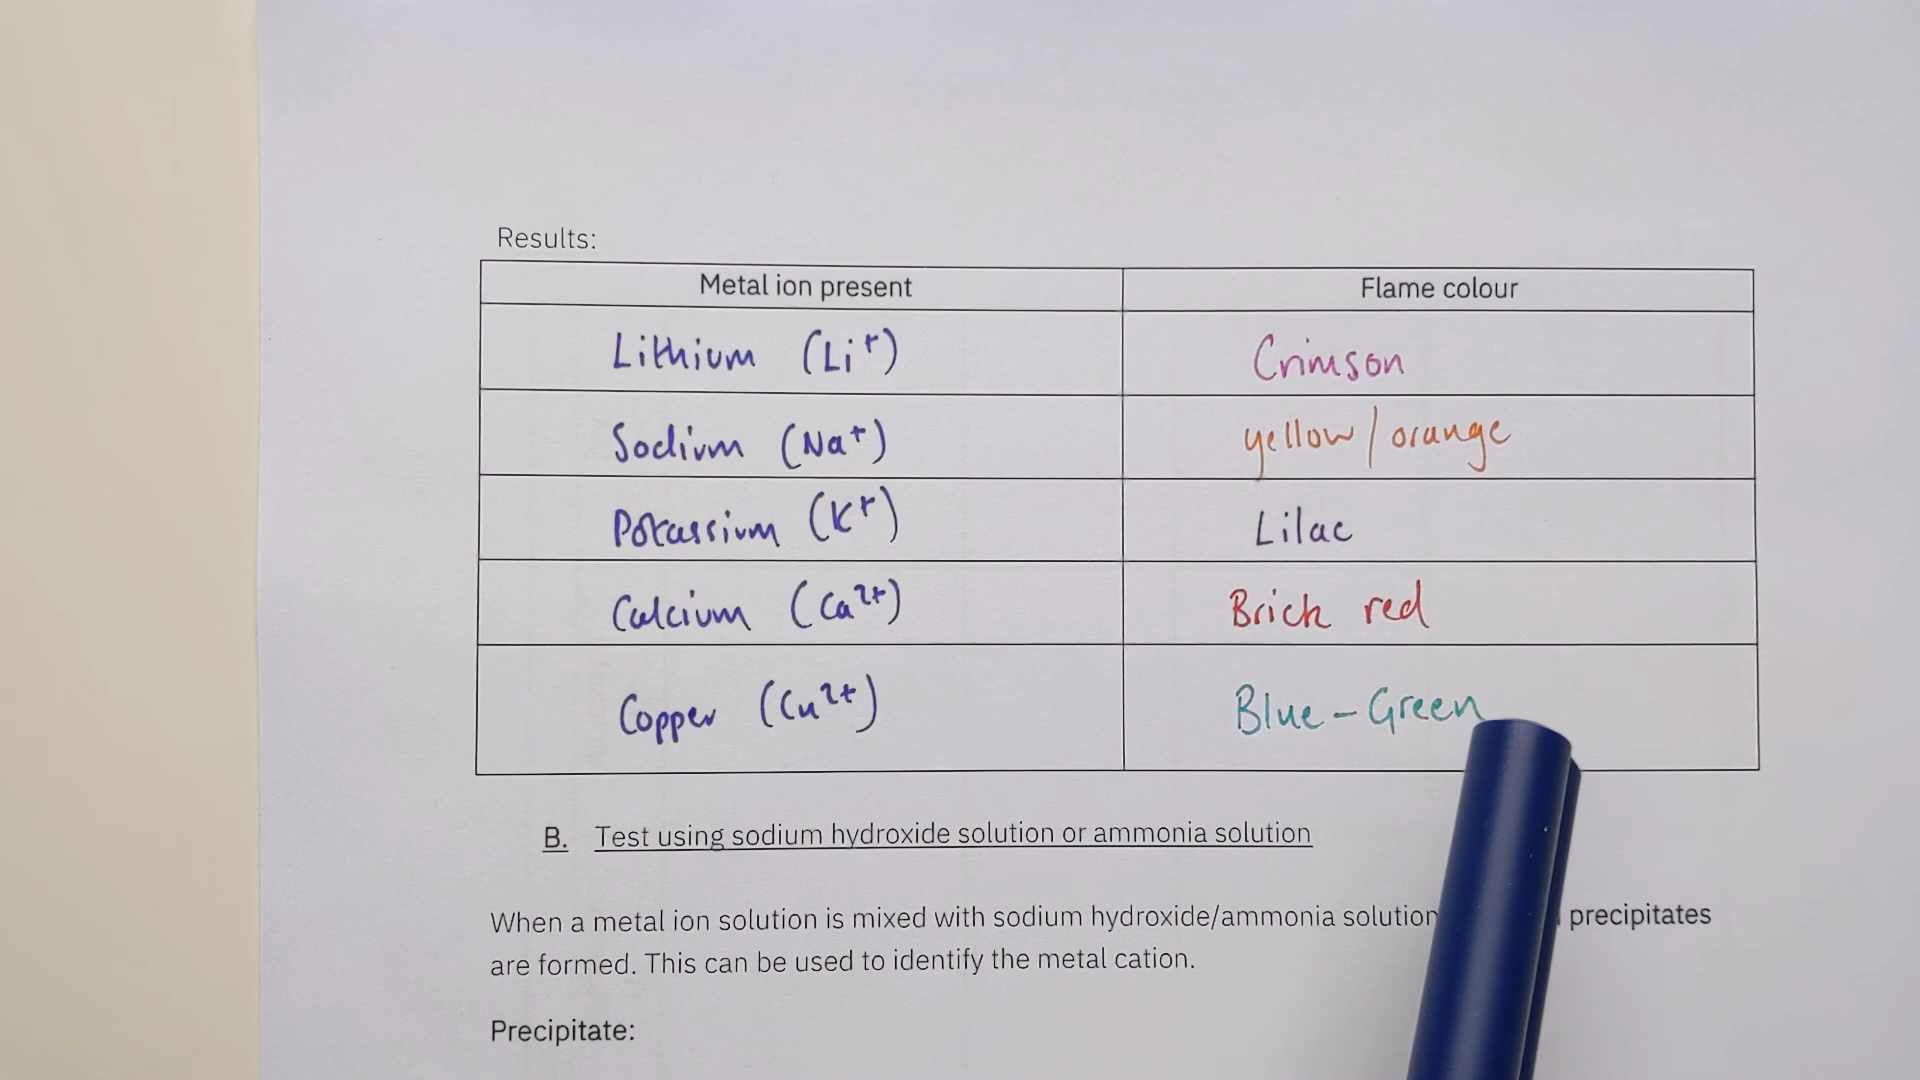 Results:
Metal ion present Flame colour
Lithium (Li⁺) Crimson
Sodium (Na⁺) yellow/orange
Potassium (K⁺) Lilac
Calcium (Ca²⁺) Brick red
Copper (Cu²⁺) Blue-Green
B. Test using sodium hydroxide solution or ammonia solution
When a metal ion solution is mixed with sodium hydroxide/ammonia solution precipitates
are formed. This can be used to identify the metal cation.
Precipitate: